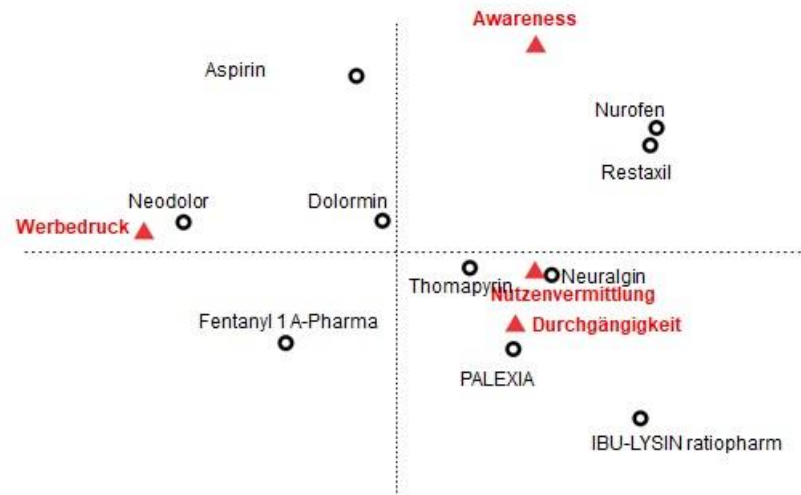 Awareness
Aspirin
Nurofen
Restaxil
Neodolor
Dolormin
Werbedruck
Thomapyrin
Neuralgin
Nutzenvermittlung
Fentanyl 1 A-Pharma
Durchgängigkeit
PALEXIA
IBU-LYSIN ratiopharm